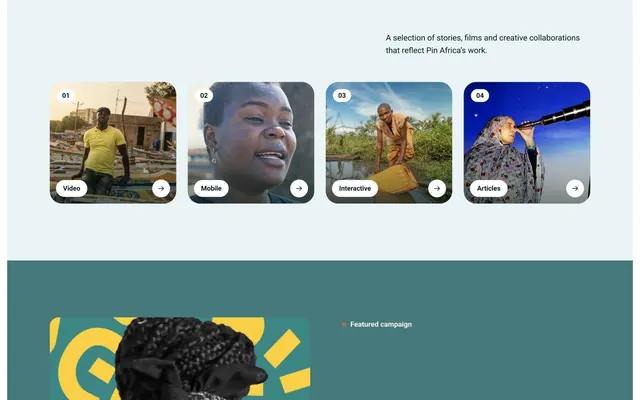 A selection of stories, films and creative collaborations
that reflect Pin Africa's work.
01
02
03
04
Video
Mobile
Interactive
Articles
Featured campaign